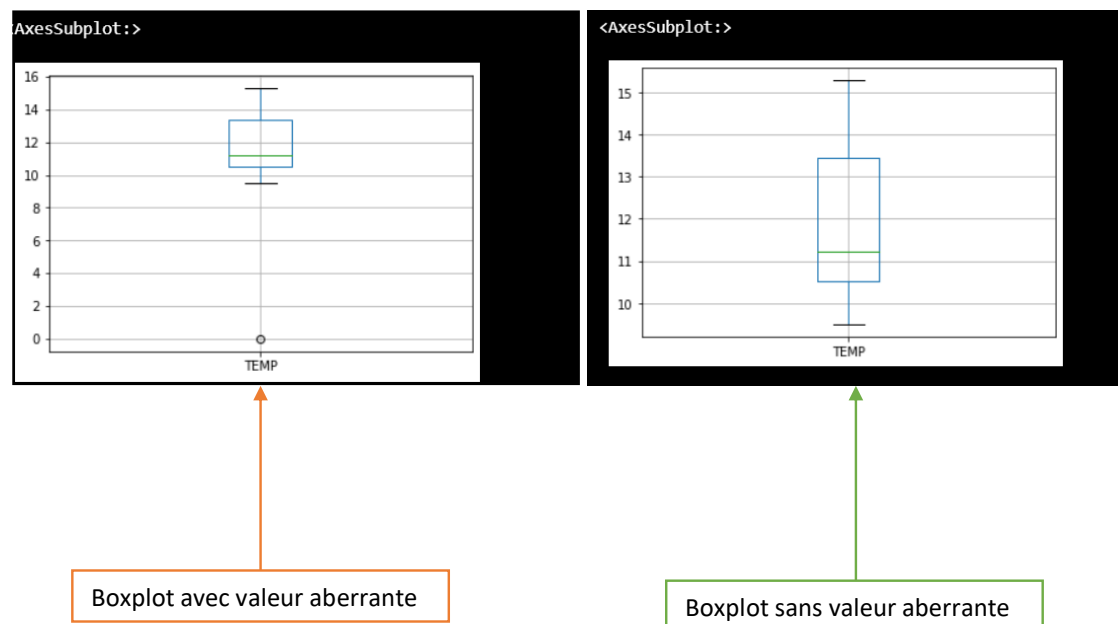 <AxesSubplot:>
16
14
12
10
8
6
4
2
0
TEMP
<AxesSubplot:>
15
14
13
12
11
10
TEMP
Boxplot avec valeur aberrante
Boxplot sans valeur aberrante